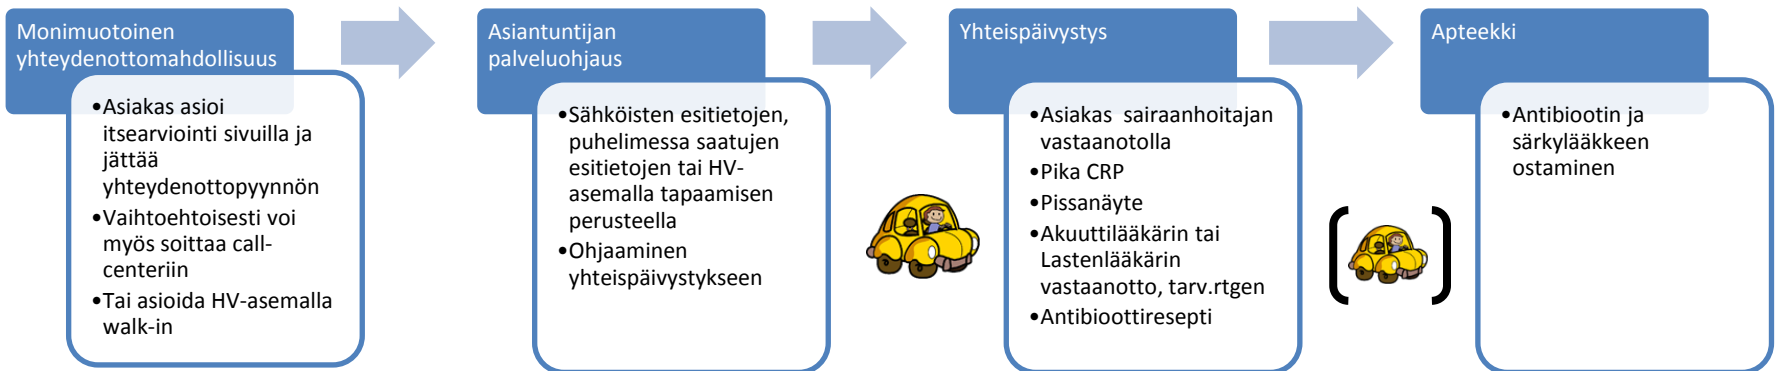 Monimuotoinen
yhteydenottomahdollisuus
•Asiakas asioi
itsearviointi sivuilla ja
jättää
yhteydenottopyynnön
•Vaihtoehtoisesti voi
myös soittaa call-
centeriin
•Tai asioida HV-asemalla
walk-in
Asiantuntijan
palveluohjaus
•Sähköisten esitietojen,
puhelimessa saatujen
esitietojen tai HV-
asemalla tapaamisen
perusteella
•Ohjaaminen
yhteispäivystykseen
Yhteispäivystys
•Asiakas sairaanhoitajan
vastaanotolla
•Pika CRP
•Pissanäyte
•Akuuttilääkärin tai
Lastenlääkärin
vastaanotto, tarv.rtgen
•Antibioottiresepti
Apteekki
•Antibiootin ja
särkylääkkeen
ostaminen